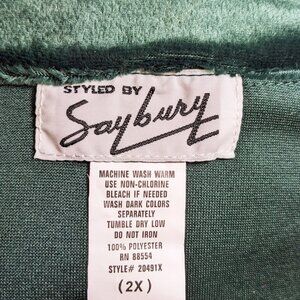 STYLED BY
Saybury
MACHINE WASH WARM
USE NON-CHLORINE
BLEACH IF NEEDED
WASH DARK COLORS
SEPARATELY
TUMBLE DRY LOW
DO NOT IRON
100% POLYESTER
RN 88554
STYLE# 20491X
(2X)